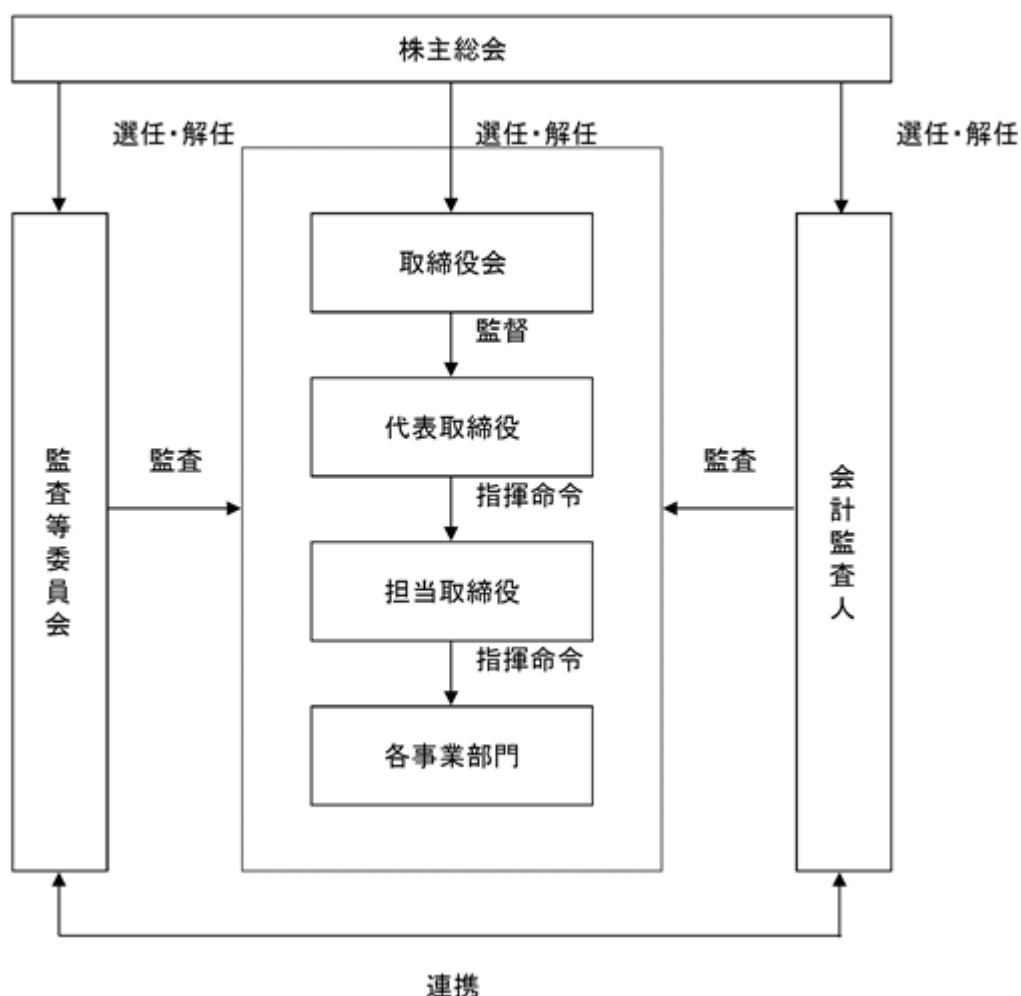 株主総会
選任・解任
選任・解任
選任・解任
取締役会
監督
代表取締役
監査
監査
指揮命令
監査等委員会
会計監査人
担当取締役
指揮命令
各事業部門
連携